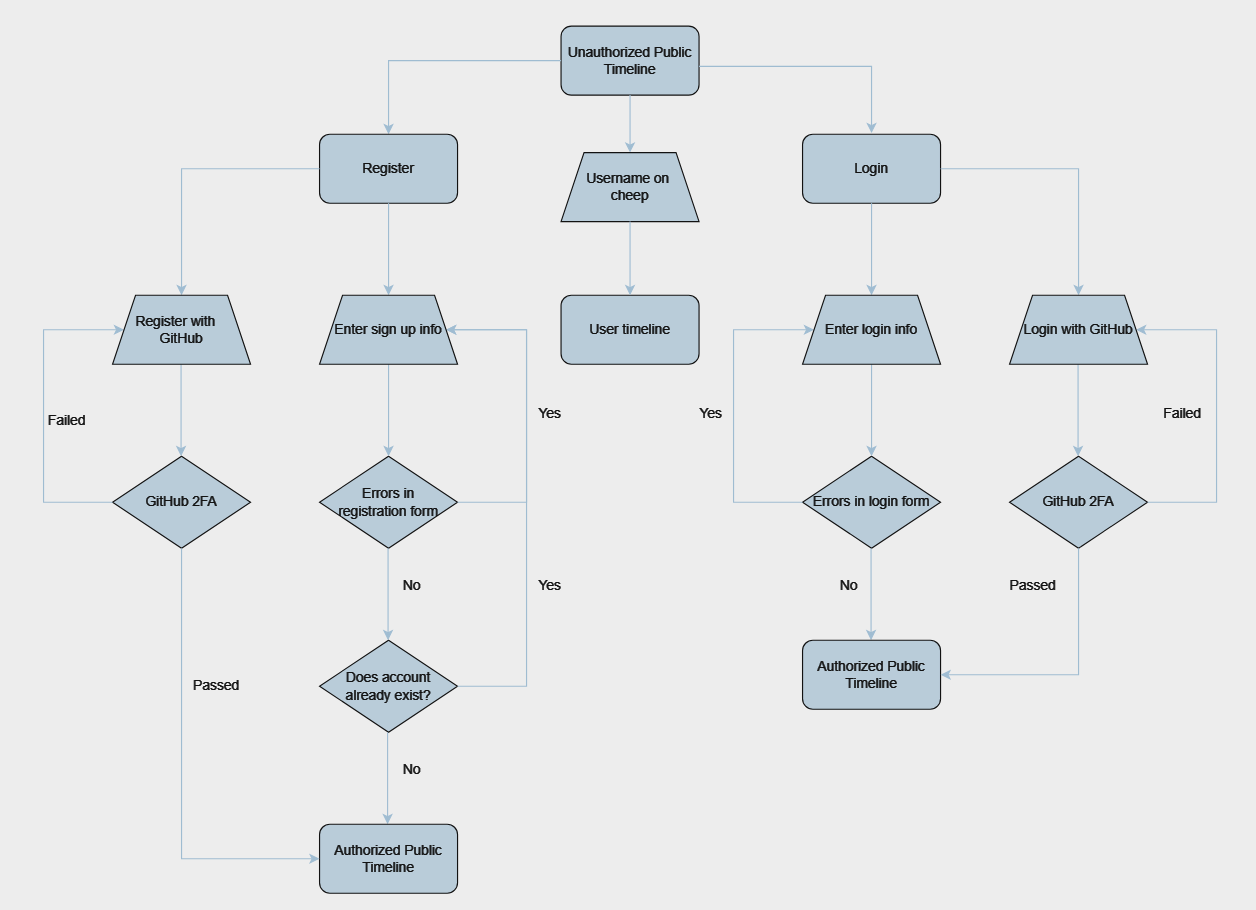 Unauthorized Public
Timeline
Register
Username on
cheep
Login
Register with
GitHub
Enter sign up info
User timeline
Enter login info
Login with GitHub
Failed
Yes
Yes
Failed
GitHub 2FA
Errors in
registration form
Errors in login form
GitHub 2FA
No
Yes
No
Passed
Passed
Does account
already exist?
Authorized Public
Timeline
No
Authorized Public
Timeline